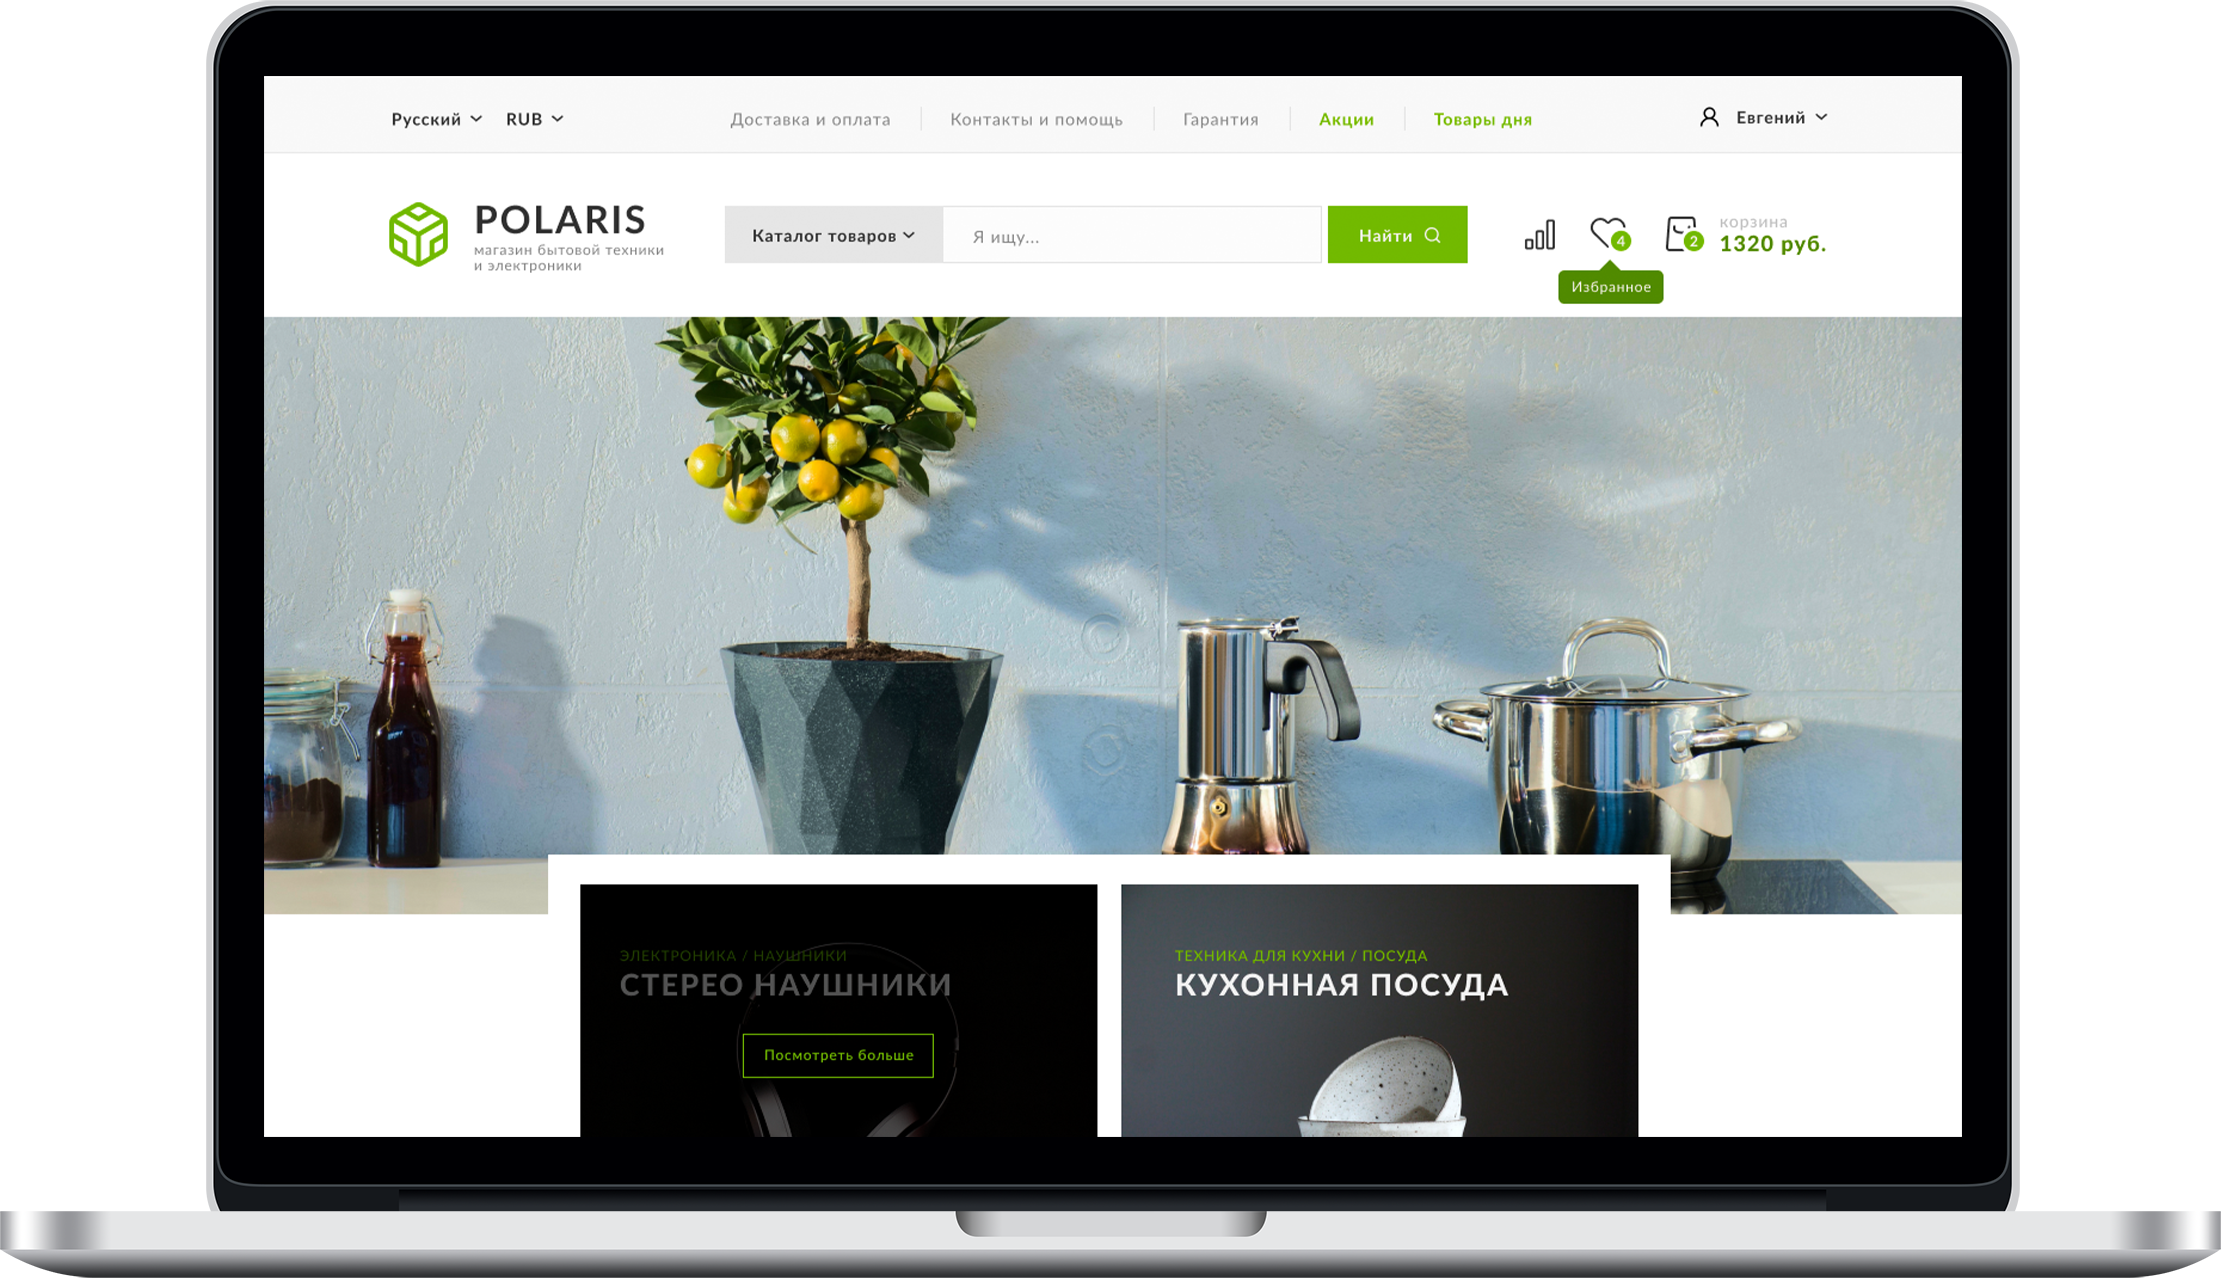 Русский RUB Доставка и оплата Контакты и помощь Гарантия Акции Товары дня Евгений
POLARIS
магазин бытовой техники
и электроники
Каталог товаров Я ищу... Найти
4
2
корзина
1320 руб.
Избранное
ЭЛЕКТРОНИКА / НАУШНИКИ
СТЕРЕО НАУШНИКИ
Посмотреть больше
ТЕХНИКА ДЛЯ КУХНИ / ПОСУДА
КУХОННАЯ ПОСУДА